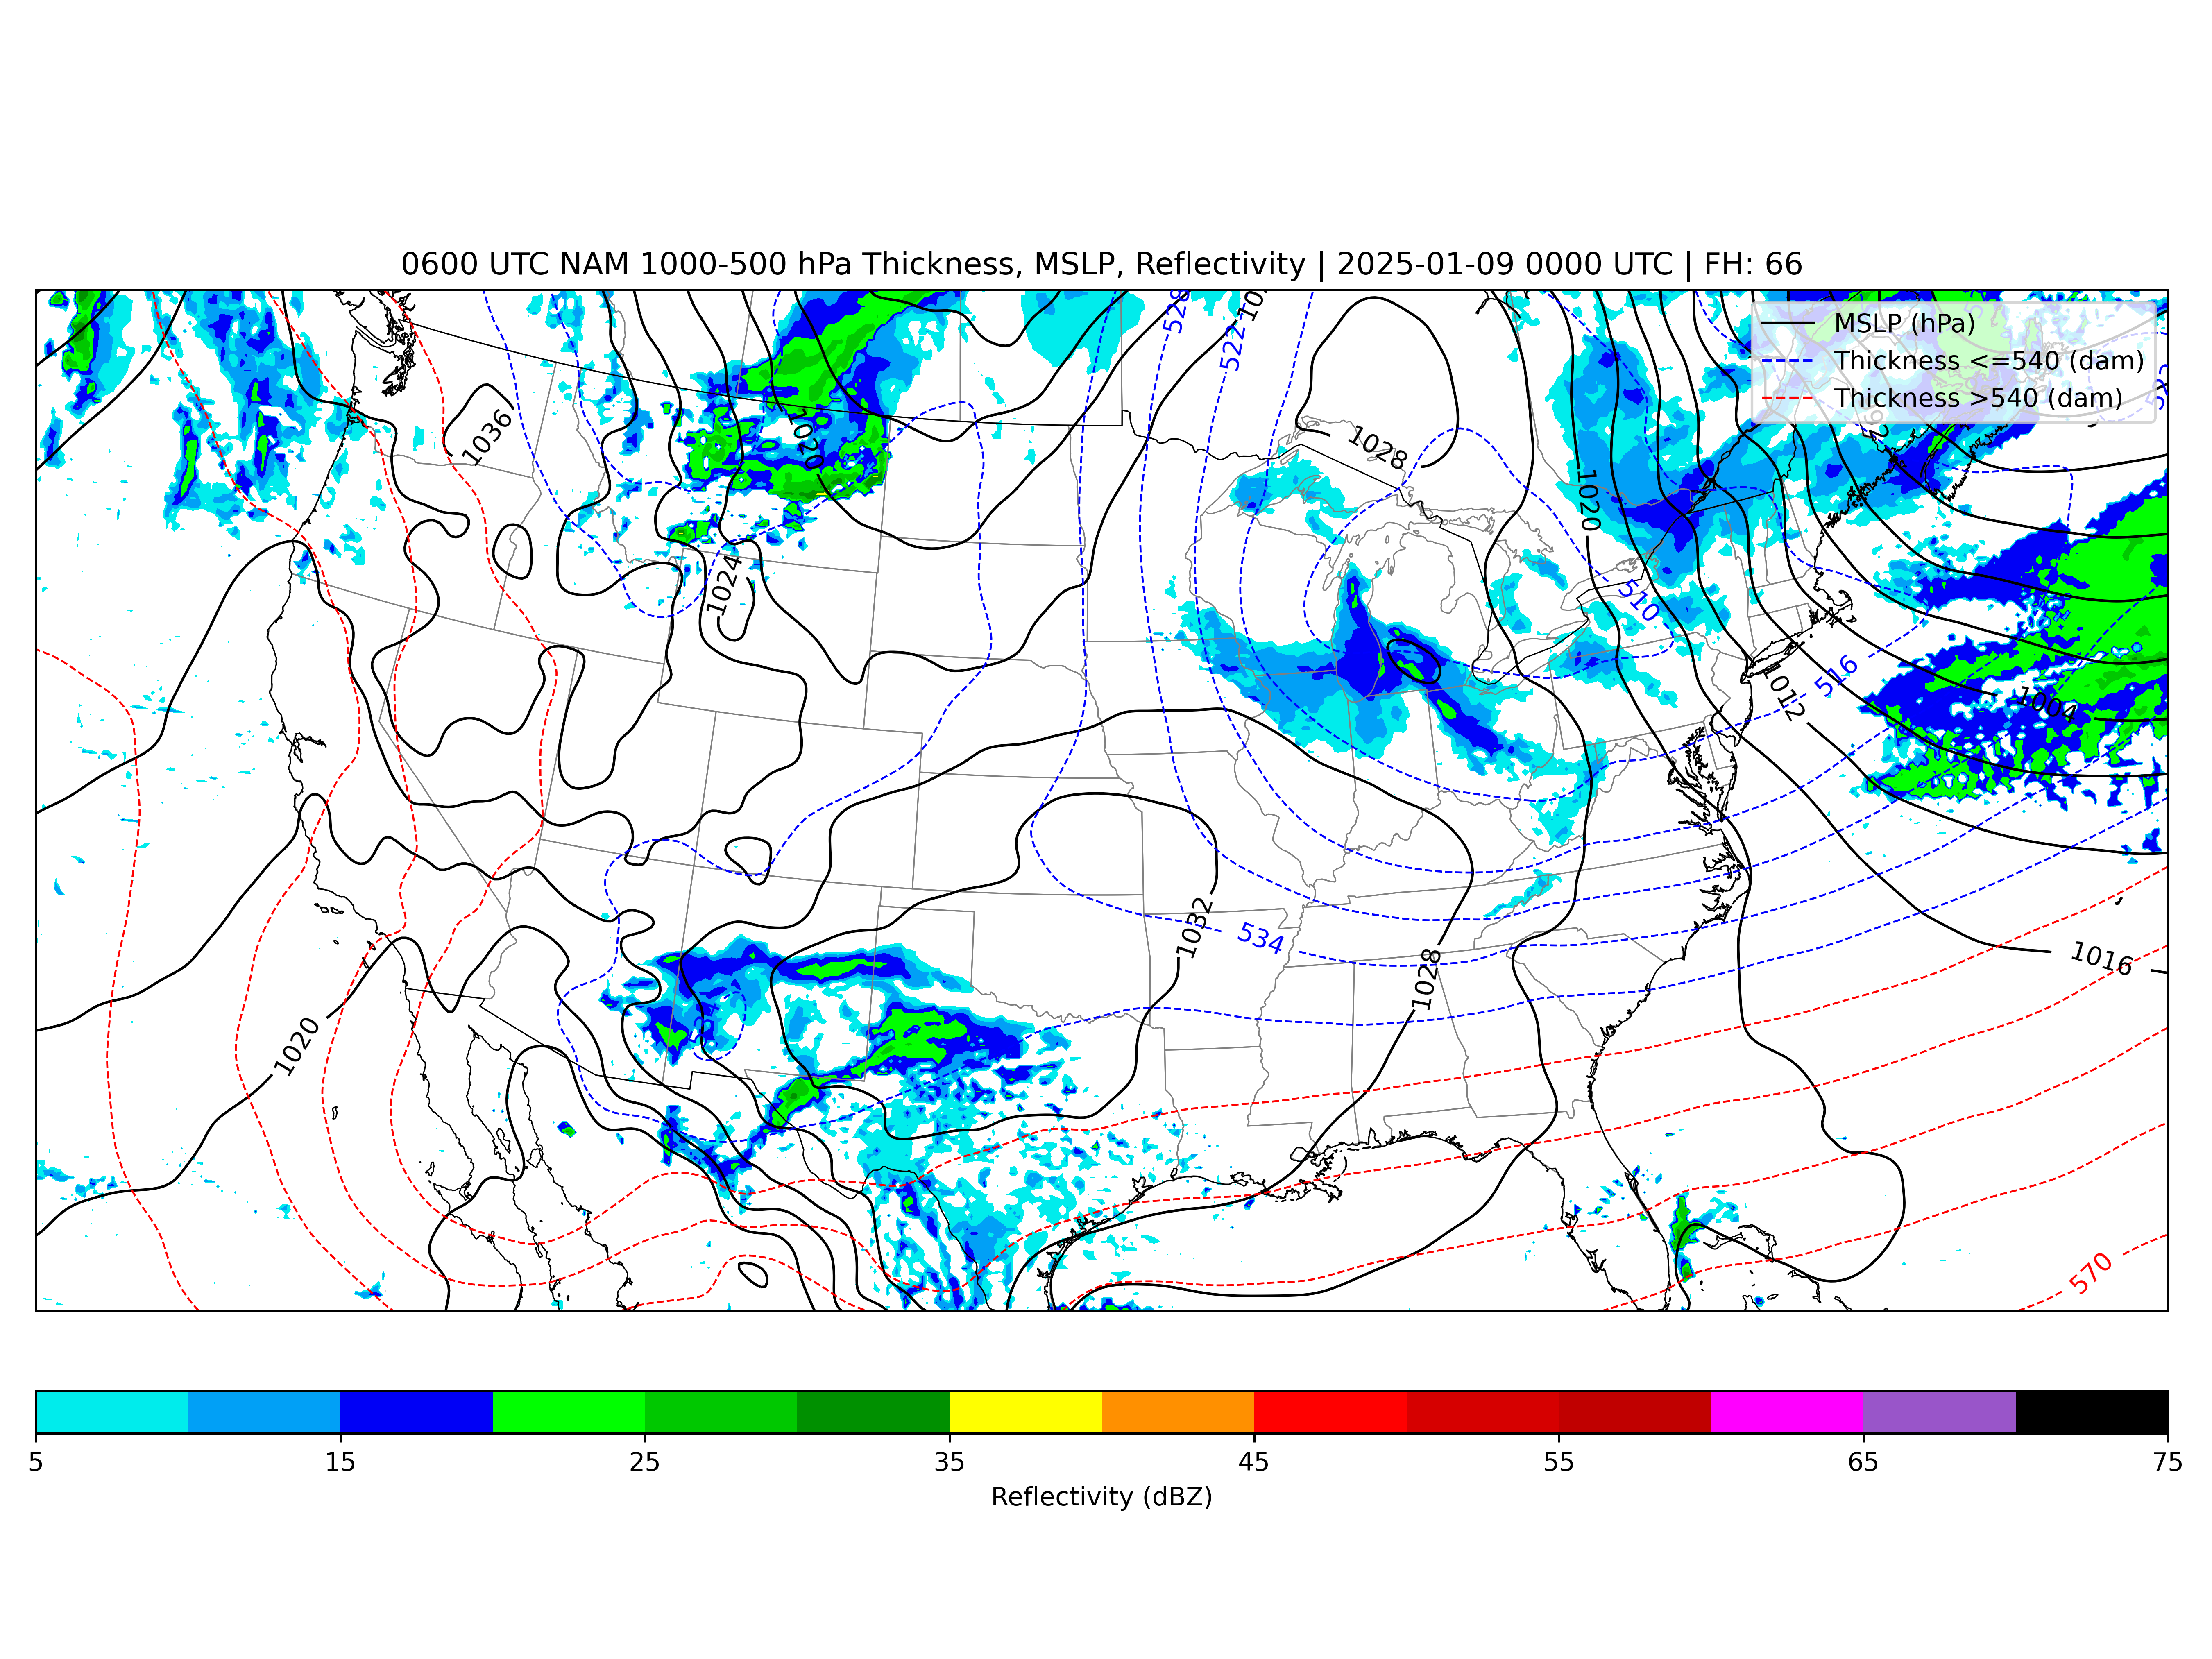 0600 UTC NAM 1000-500 hPa Thickness, MSLP, Reflectivity | 2025-01-09 0000 UTC | FH: 66
MSLP (hPa)
Thickness <=540 (dam)
Thickness >540 (dam)
528
522
1036
1020
1028
1020
1024
510
516
1012
1004
1032
534
1028
1016
1020
570
5 15 25 35 45 55 65 75
Reflectivity (dBZ)